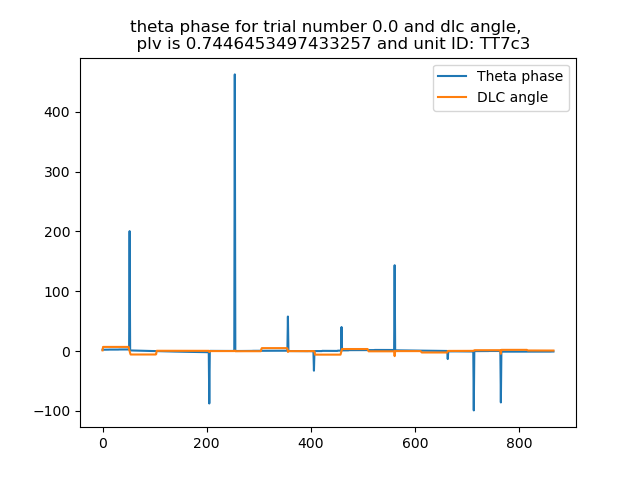 theta phase for trial number 0.0 and dlc angle,
plv is 0.7446453497433257 and unit ID: TT7c3
Theta phase
DLC angle
400
300
200
100
0
−100
0 200 400 600 800